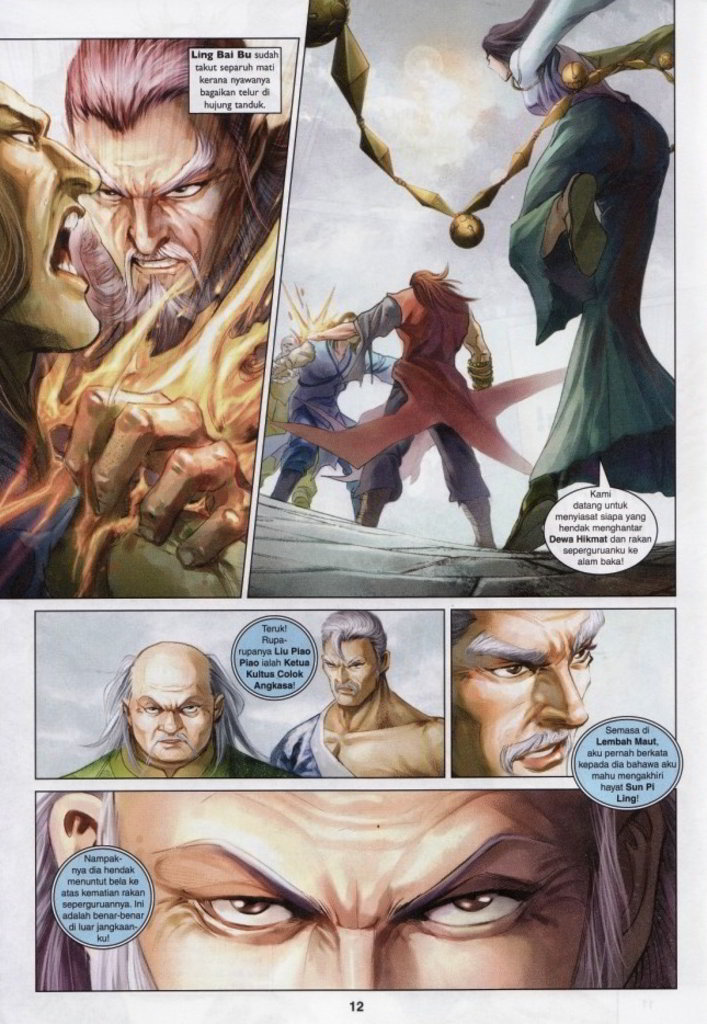 Ling Bai Bu sudah
takut separuh mati
kerana nyawanya
bagaikan telur di
hujung tanduk.
Kami
datang untuk
menyiasat siapa yang
hendak menghantar
Dewa Hikmat dan rakan
seperguruanku ke
alam baka!
Teruk!
Rupa-
rupanya Liu Piao
Piao ialah Ketua
Kultus Colok
Angkasa!
Semasa di
Lembah Maut,
aku pernah berkata
kepada dia bahawa aku
mahu mengakhiri
hayat Sun Pi
Ling!
Nampak-
nya dia hendak
menuntut bela ke
atas kematian rakan
seperguruannya. Ini
adalah benar-benar
di luar jangkaan-
ku!
12